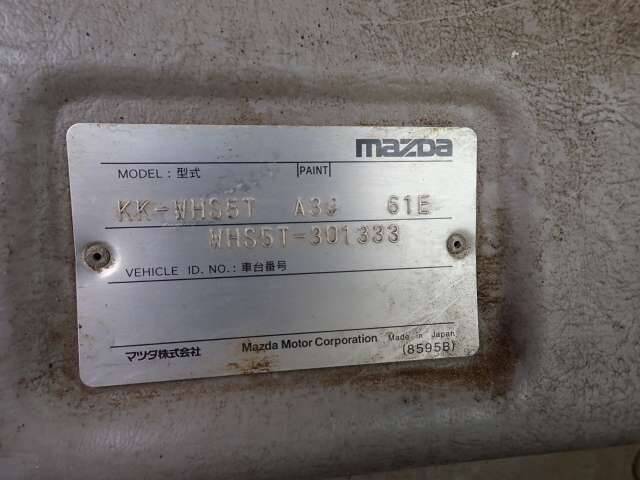 mazda
MODEL : 型式 PAINT
KK-WHS5T A3J 61E
WHS5T-301333
VEHICLE ID. NO. : 車台番号
マツダ株式会社 Mazda Motor Corporation Made in Japan
(8595B)